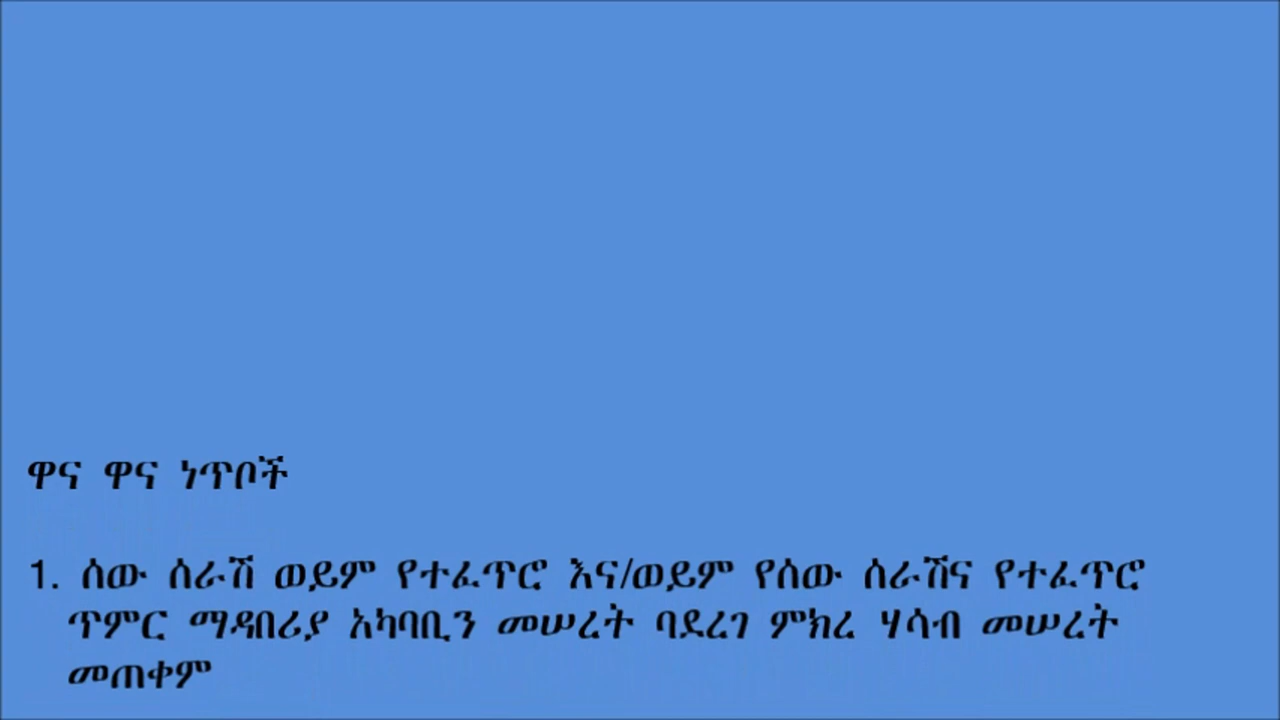 ዋና ዋና ነጥቦች
1. ሰው ሰራሽ ወይም የተፈጥሮ እና/ወይም የሰው ሰራሽና የተፈጥሮ
ጥምር ማዳበሪያ አካባቢን መሠረት ባደረገ ምክረ ሃሳብ መሠረት
መጠቀም